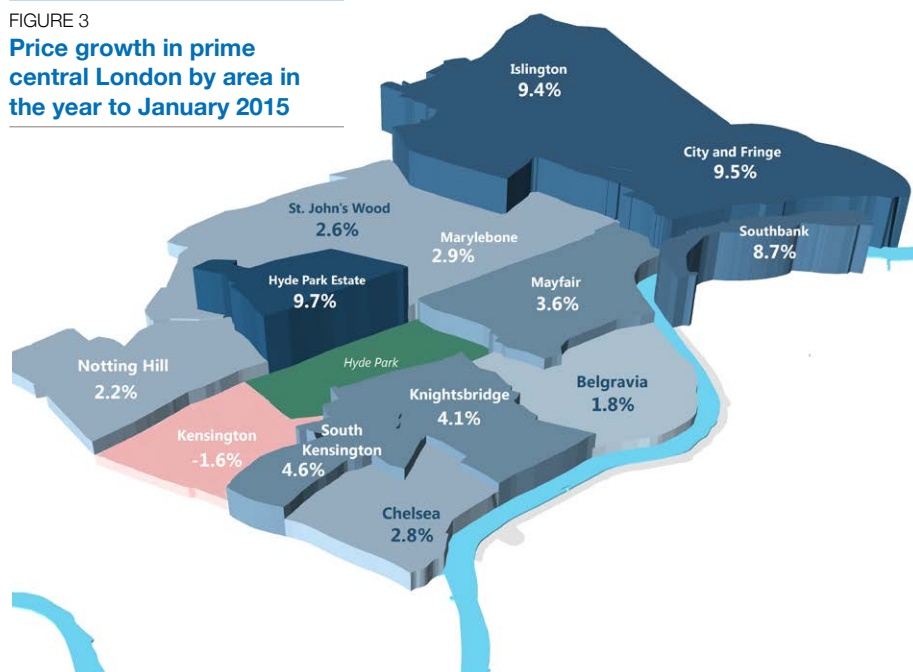 FIGURE 3
Price growth in prime
central London by area in
the year to January 2015
Islington
9.4%
City and Fringe
9.5%
St. John's Wood
2.6%
Marylebone
2.9%
Southbank
8.7%
Hyde Park Estate
9.7%
Mayfair
3.6%
Notting Hill
2.2%
Hyde Park
Belgravia
1.8%
Knightsbridge
4.1%
Kensington
-1.6%
South
Kensington
4.6%
Chelsea
2.8%